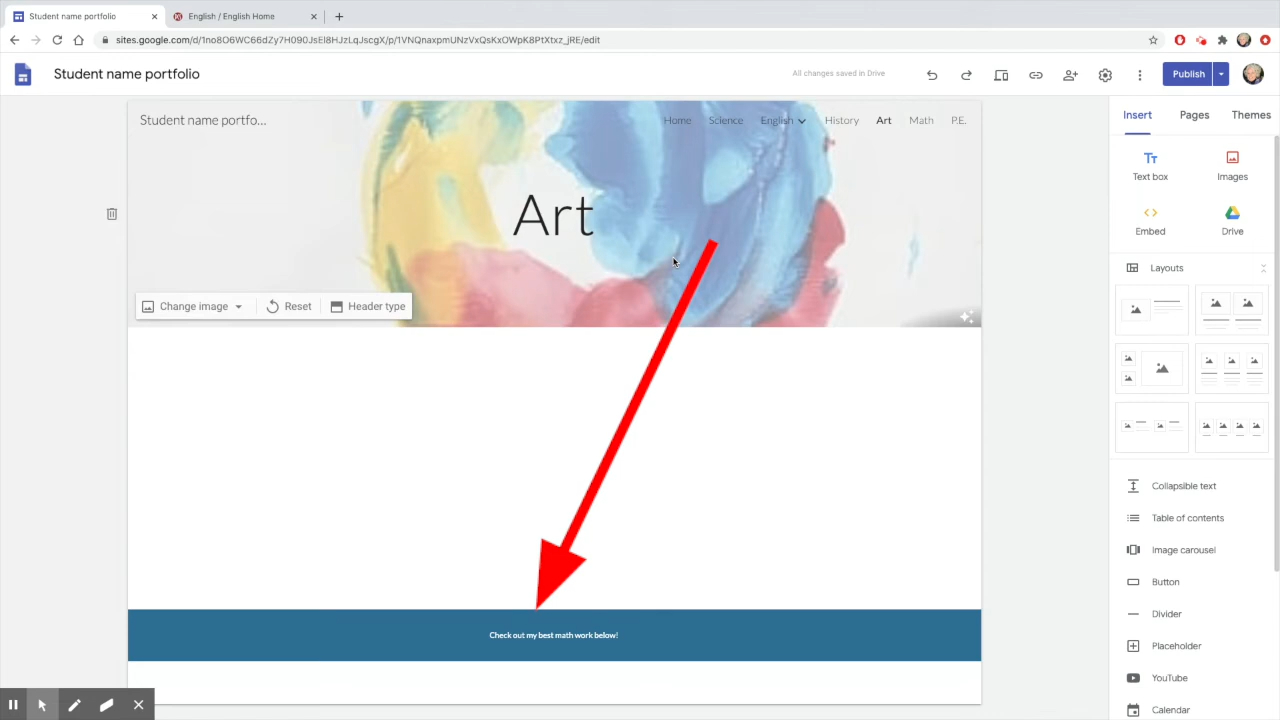 Student name portfolio
English / English Home
sites.google.com/d/1no8O6WC66dZy7H090JsEl8HJzLqJscgX/p/1VNQnaxpmUNzVxQsKxOWpK8PtXtxz_jRE/edit
Student name portfolio
All changes saved in Drive
Publish
Student name portfo...
Home Science English History Art Math P.E.
Art
Change image Reset Header type
Check out my best math work below!
Insert Pages Themes
Text box Images
Embed Drive
Layouts
Collapsible text
Table of contents
Image carousel
Button
Divider
Placeholder
YouTube
Calendar